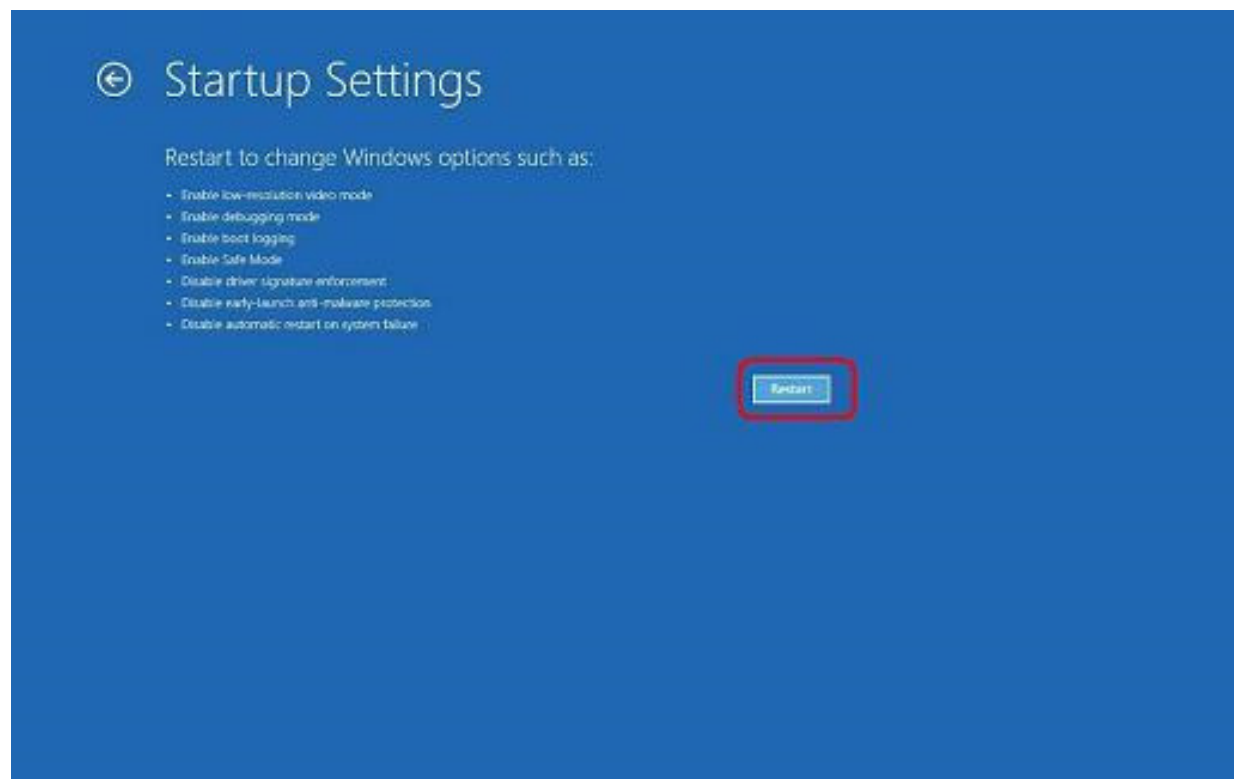 Startup Settings
Restart to change Windows options such as:
• Enable low-resolution video mode
• Enable debugging mode
• Enable boot logging
• Enable Safe Mode
• Disable driver signature enforcement
• Disable early-launch anti-malware protection
• Disable automatic restart on system failure
Restart